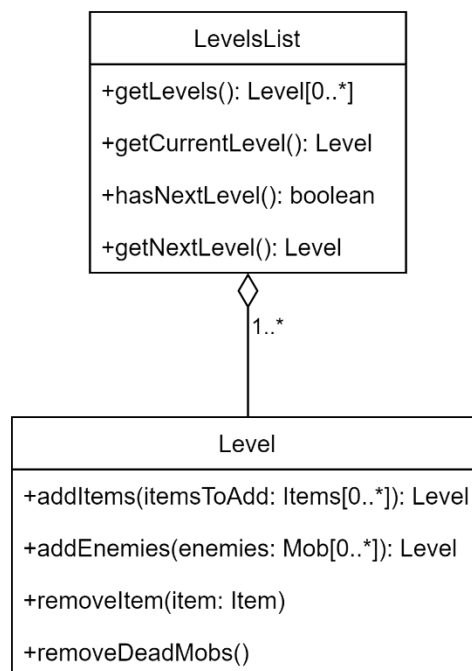 LevelsList
+getLevels(): Level[0..*]
+getCurrentLevel(): Level
+hasNextLevel(): boolean
+getNextLevel(): Level
1..*
Level
+addItems(itemsToAdd: Items[0..*]): Level
+addEnemies(enemies: Mob[0..*]): Level
+removeItem(item: Item)
+removeDeadMobs()